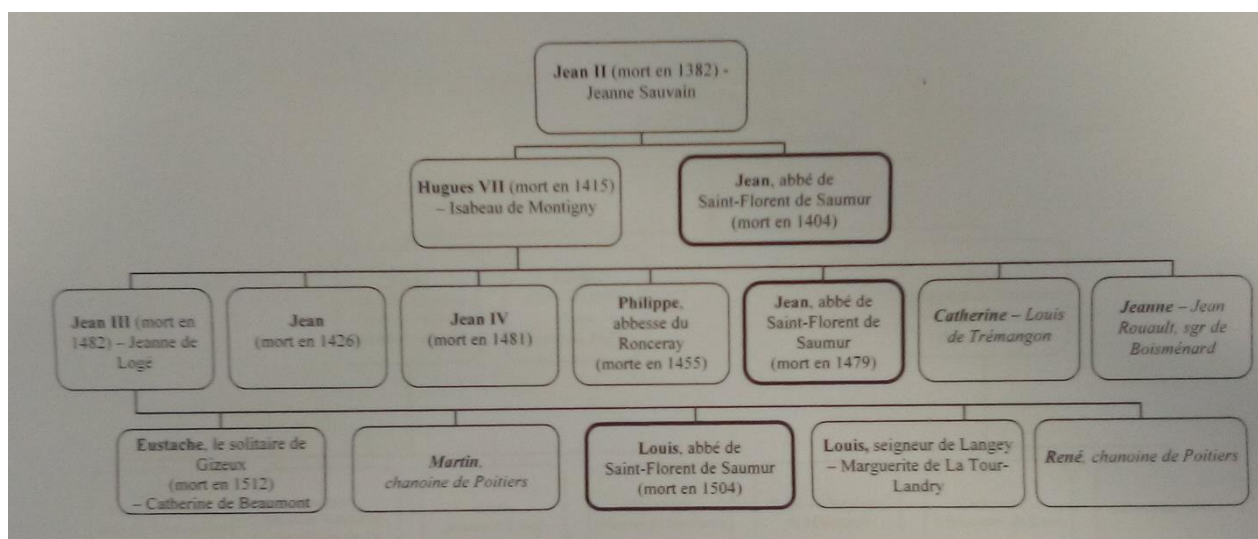 Jean II (mort en 1382) -
Jeanne Sauvain
Hugues VII (mort en 1415)
– Isabeau de Montigny
Jean, abbé de
Saint-Florent de Saumur
(mort en 1404)
Jean III (mort en
1482) – Jeanne de
Logé
Jean
(mort en 1426)
Jean IV
(mort en 1481)
Philippe,
abbesse du
Ronceray
(morte en 1455)
Jean, abbé de
Saint-Florent de
Saumur
(mort en 1479)
Catherine – Louis
de Trémangon
Jeanne – Jean
Rouault, sgr de
Boisménard
Eustache, le solitaire de
Gizeux
(mort en 1512)
– Catherine de Beaumont
Martin,
chanoine de Poitiers
Louis, abbé de
Saint-Florent de Saumur
(mort en 1504)
Louis, seigneur de Langey
– Marguerite de La Tour-
Landry
René, chanoine de Poitiers